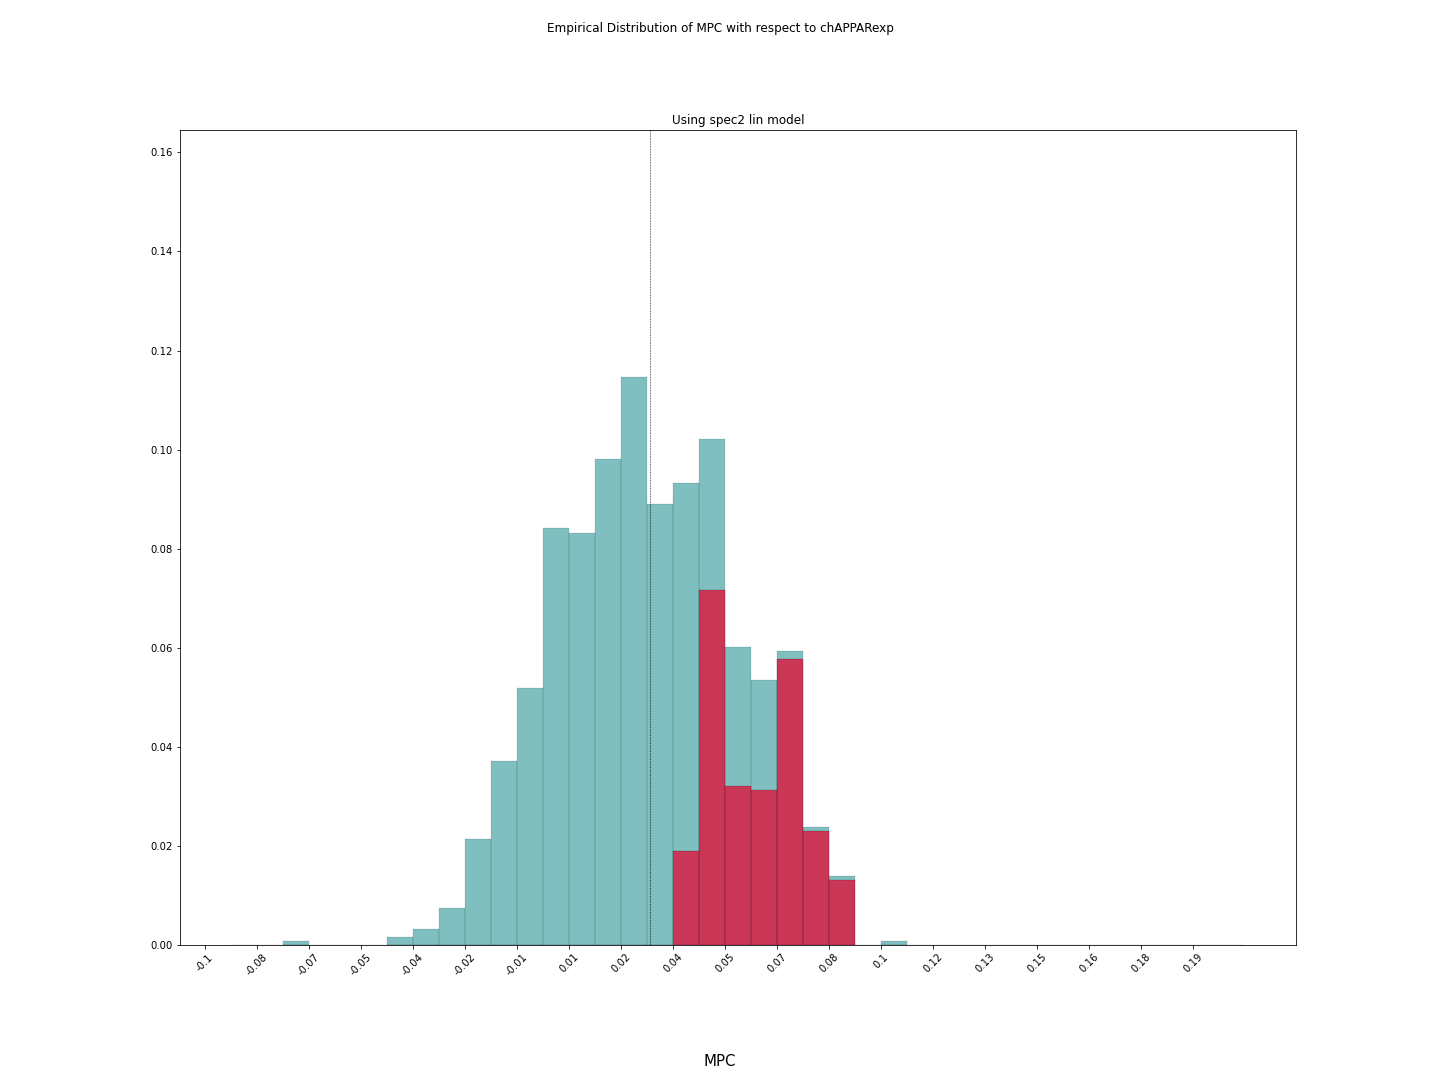 Empirical Distribution of MPC with respect to chAPPARexp
Using spec2 lin model
0.16
0.14
0.12
0.10
0.08
0.06
0.04
0.02
0.00
-0.1 -0.08 -0.07 -0.05 -0.04 -0.02 -0.01 0.01 0.02 0.04 0.05 0.07 0.08 0.1 0.12 0.13 0.15 0.16 0.18 0.19
MPC